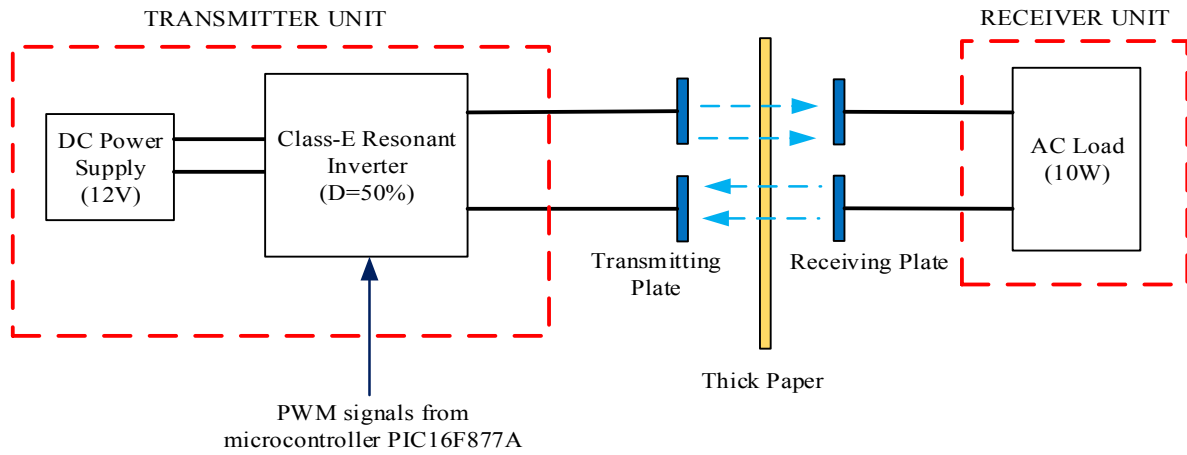 TRANSMITTER UNIT
RECEIVER UNIT
DC Power
Supply
(12V)
Class-E Resonant
Inverter
(D=50%)
AC Load
(10W)
Transmitting
Plate
Receiving Plate
Thick Paper
PWM signals from
microcontroller PIC16F877A